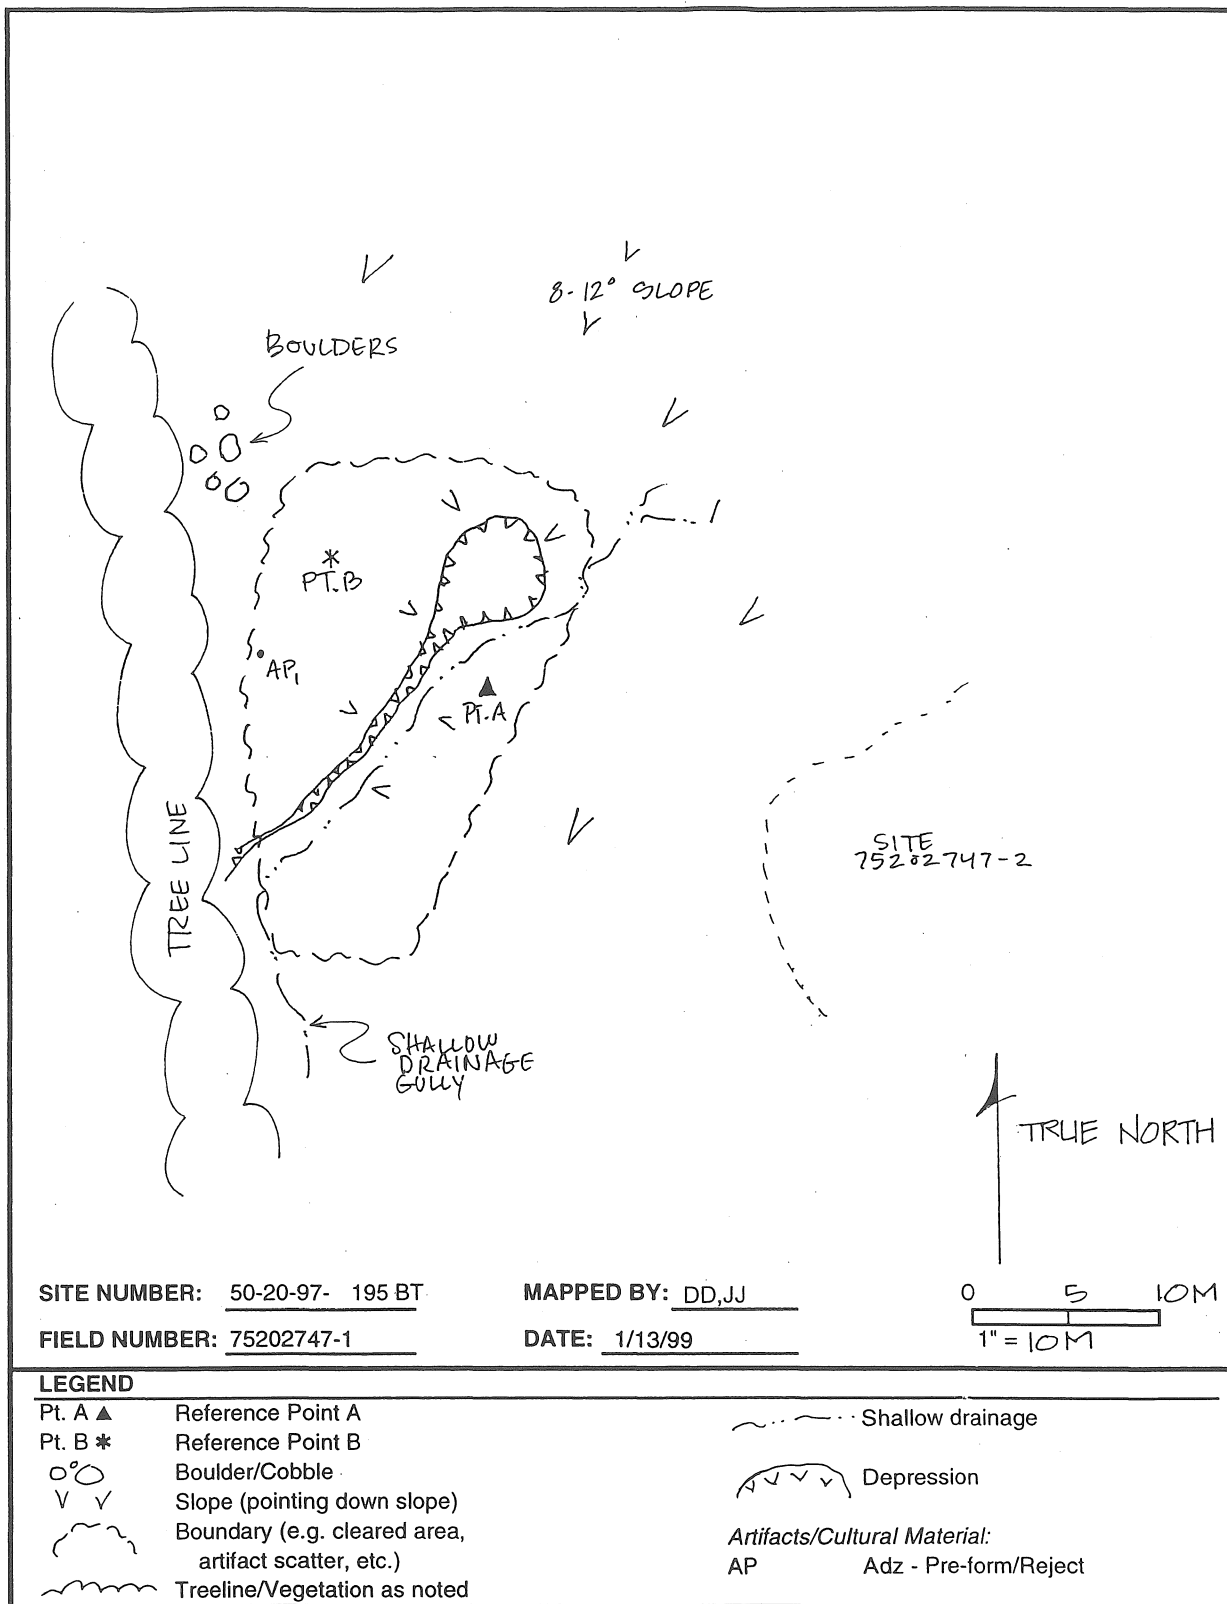 8-12° SLOPE
BOULDERS
PT.B
AP1
PT.A
TREE LINE
SITE
75202747-2
SHALLOW
DRAINAGE
GULLY
TRUE NORTH
SITE NUMBER: 50-20-97- 195 BT
MAPPED BY: DD,JJ
0 5 10M
FIELD NUMBER: 75202747-1
DATE: 1/13/99
1" = 10M
LEGEND
Pt. A ▲ Reference Point A
Pt. B * Reference Point B
Boulder/Cobble
Slope (pointing down slope)
Boundary (e.g. cleared area,
artifact scatter, etc.)
Treeline/Vegetation as noted
Shallow drainage
Depression
Artifacts/Cultural Material:
AP Adz - Pre-form/Reject